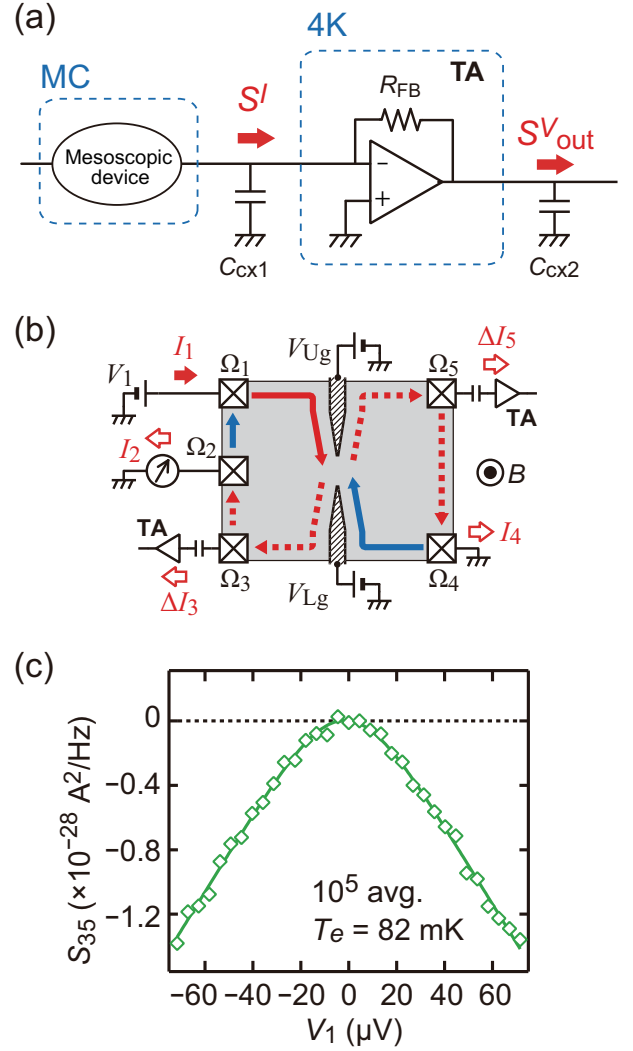 (a)
4K
MC
TA
R_FB
S^I
S^V_out
Mesoscopic
device
−
+
C_cx1
C_cx2
(b)
I_1
Ω_1
V_Ug
Ω_5
ΔI_5
V_1
TA
I_2
Ω_2
B
TA
I_4
Ω_3
V_Lg
Ω_4
ΔI_3
(c)
0
−0.4
−0.8
−1.2
S_35 (×10^−28 A^2/Hz)
10^5 avg.
T_e = 82 mK
−60 −40 −20 0 20 40 60
V_1 (μV)